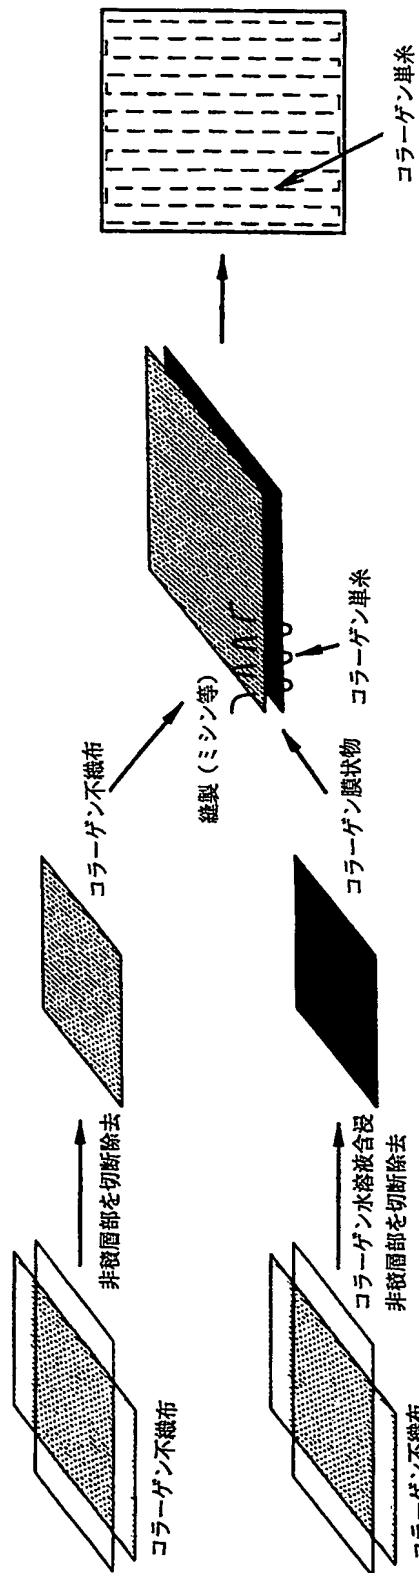 コラーゲン不織布
非積層部を切断除去
コラーゲン不織布
コラーゲン不織布
コラーゲン水溶液含浸
非積層部を切断除去
コラーゲン膜状物
縫製（ミシン等）
コラーゲン単糸
コラーゲン単糸